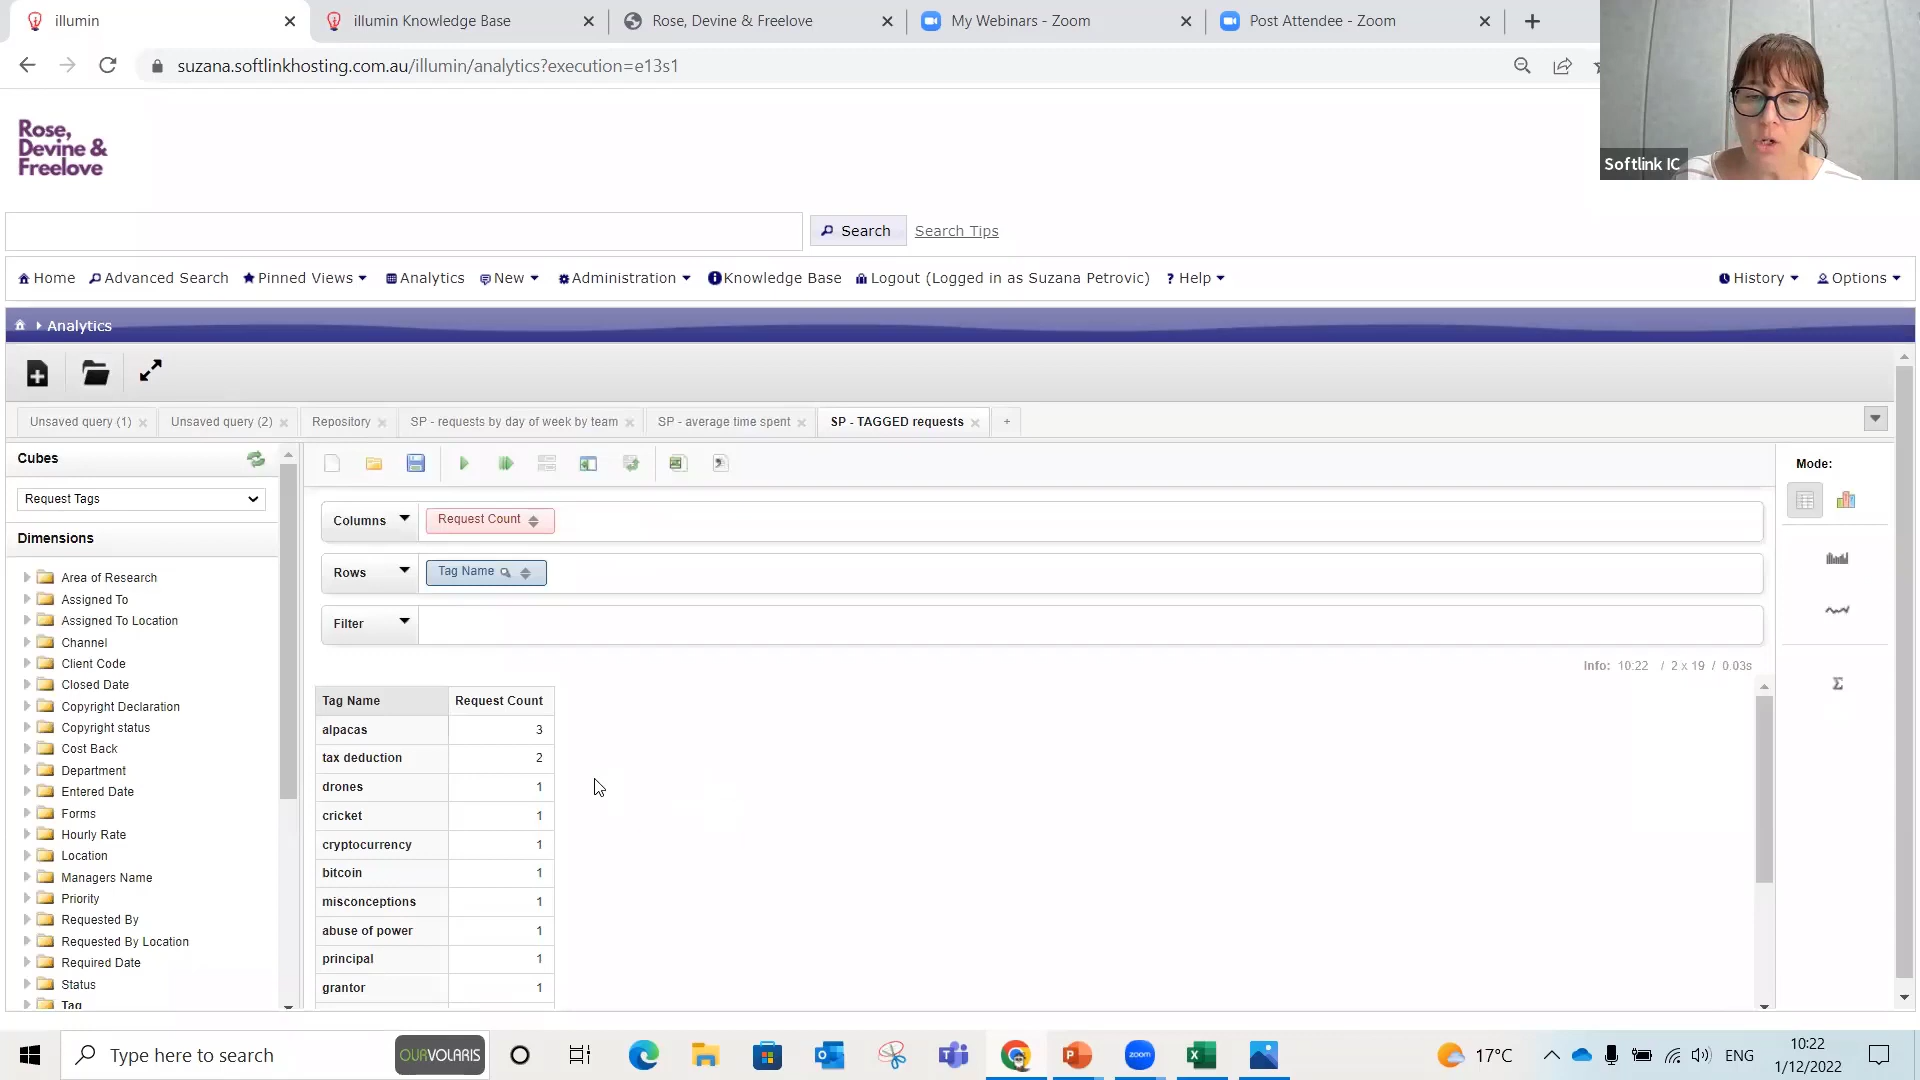 illumin
illumin Knowledge Base
Rose, Devine & Freelove
My Webinars - Zoom
Post Attendee - Zoom
suzana.softlinkhosting.com.au/illumin/analytics?execution=e13s1
Softlink IC
Rose,
Devine &
Freelove
Search
Search Tips
Home
Advanced Search
Pinned Views
Analytics
New
Administration
Knowledge Base
Logout (Logged in as Suzana Petrovic)
? Help
History
Options
Analytics
Unsaved query (1)
Unsaved query (2)
Repository
SP - requests by day of week by team
SP - average time spent
SP - TAGGED requests
+
Cubes
Request Tags
Dimensions
Area of Research
Assigned To
Assigned To Location
Channel
Client Code
Closed Date
Copyright Declaration
Copyright status
Cost Back
Department
Entered Date
Forms
Hourly Rate
Location
Managers Name
Priority
Requested By
Requested By Location
Required Date
Status
Tag
Columns
Request Count
Rows
Tag Name
Filter
Info: 10:22 / 2 x 19 / 0.03s
Mode:
Σ
Tag Name Request Count
alpacas 3
tax deduction 2
drones 1
cricket 1
cryptocurrency 1
bitcoin 1
misconceptions 1
abuse of power 1
principal 1
grantor 1
Type here to search
OURVOLARIS
zoom
17°C
ENG
10:22
1/12/2022